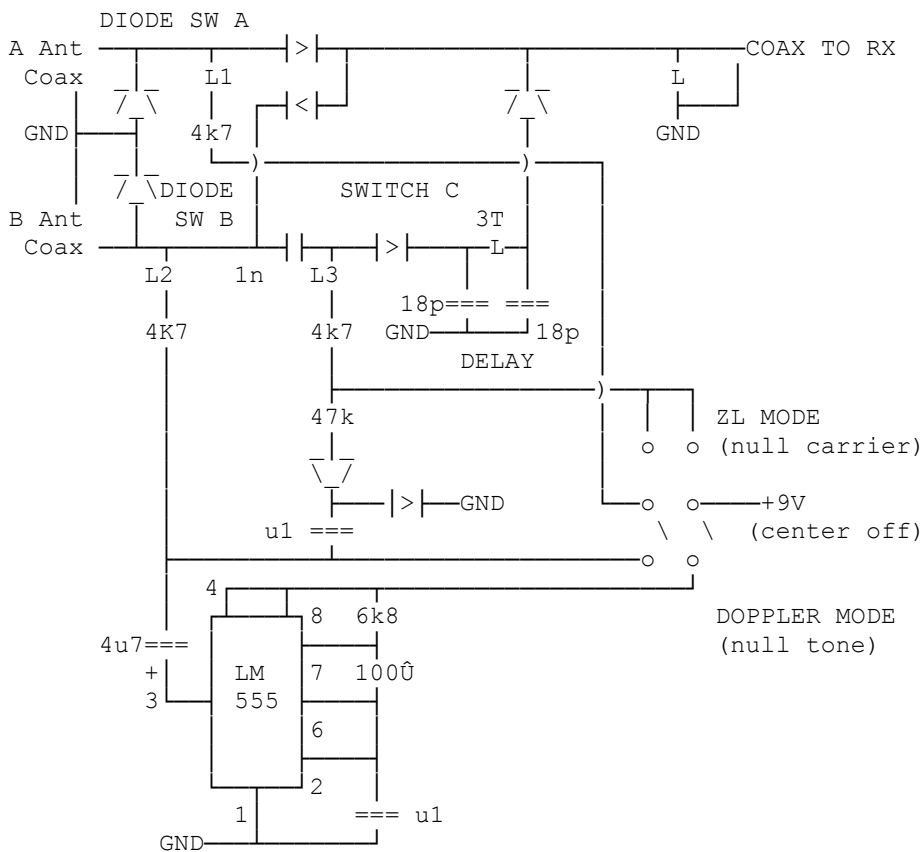 DIODE SW A
A Ant |>| COAX TO RX
Coax L1 L
|<|
GND 4k7 GND
) )
DIODE SWITCH C
B Ant SW B 3T
Coax |>| L
L2 1n L3
18p=== ===
4K7 4k7 GND 18p
DELAY
)
47k ZL MODE
o o (null carrier)
|>| GND o o +9V
u1 === \ \ (center off)
o o
4
8 6k8 DOPPLER MODE
4u7=== (null tone)
+ LM 7 100Û
3 555
6
2
1 === u1
GND